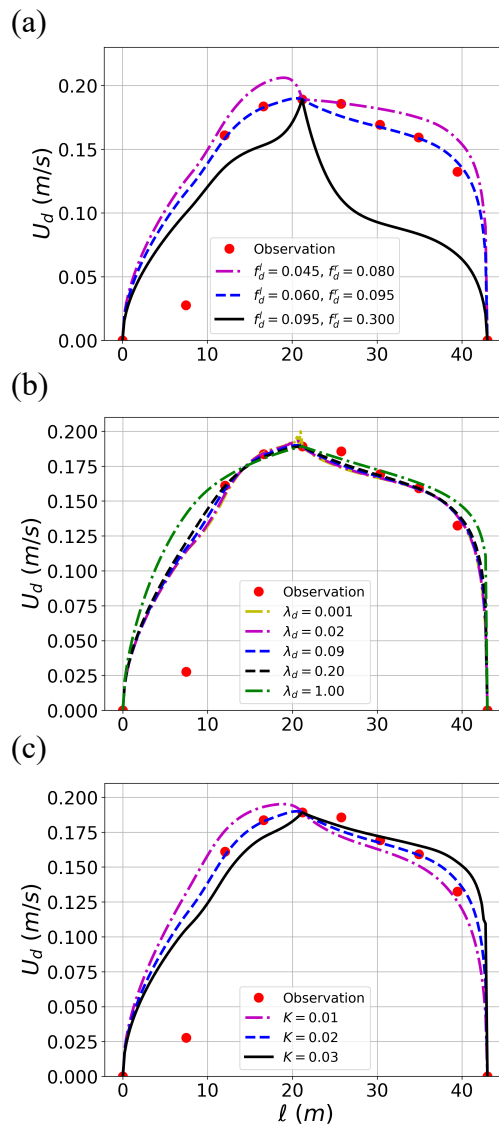 (a)
U_d (m/s)
0.20
0.15
0.10
0.05
0.00
Observation
f_d^l = 0.045, f_d^r = 0.080
f_d^l = 0.060, f_d^r = 0.095
f_d^l = 0.095, f_d^r = 0.300
0 10 20 30 40
(b)
U_d (m/s)
0.200
0.175
0.150
0.125
0.100
0.075
0.050
0.025
0.000
Observation
λ_d = 0.001
λ_d = 0.02
λ_d = 0.09
λ_d = 0.20
λ_d = 1.00
0 10 20 30 40
(c)
U_d (m/s)
0.200
0.175
0.150
0.125
0.100
0.075
0.050
0.025
0.000
Observation
K = 0.01
K = 0.02
K = 0.03
0 10 20 30 40
ℓ (m)